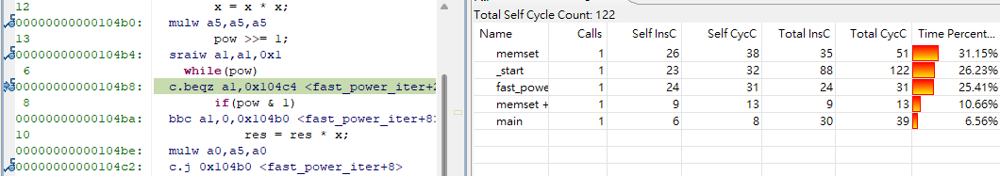 12 x = x * x;
00000000000104b0: mulw a5,a5,a5
13 pow >>= 1;
00000000000104b4: sraiw a1,a1,0x1
6 while(pow)
00000000000104b8: c.beqz a1,0x104c4 <fast_power_iter+2
8 if(pow & 1)
00000000000104ba: bbc a1,0,0x104b0 <fast_power_iter+8>
10 res = res * x;
00000000000104be: mulw a0,a5,a0
00000000000104c2: c.j 0x104b0 <fast_power_iter+8>
Total Self Cycle Count: 122
Name Calls Self InsC Self CycC Total InsC Total CycC Time Percent...
memset 1 26 38 35 51 31.15%
_start 1 23 32 88 122 26.23%
fast_powe 1 24 31 24 31 25.41%
memset + 1 9 13 9 13 10.66%
main 1 6 8 30 39 6.56%